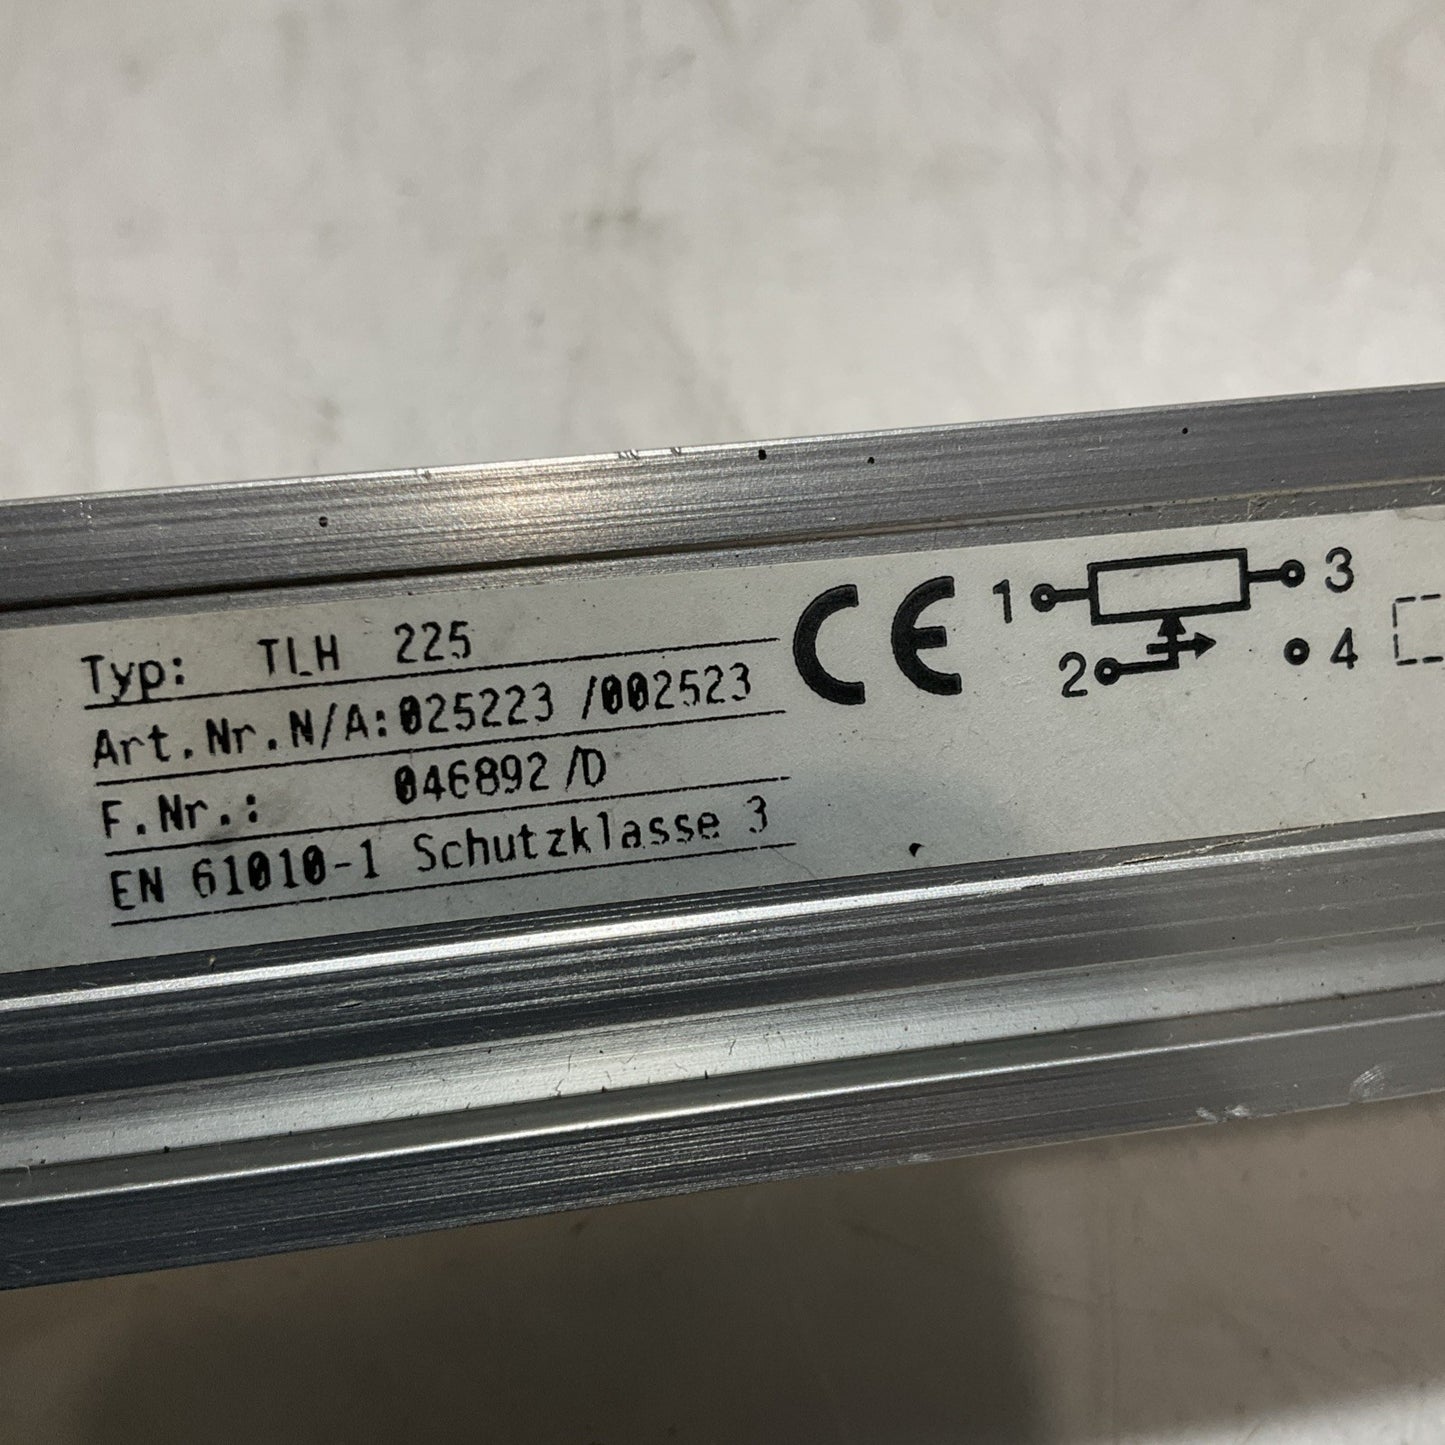 Typ: TLH 225
Art.Nr.N/A:025223 /002523
F.Nr.: 046892/D
EN 61010-1 Schutzklasse 3
CE
1 3
2 4